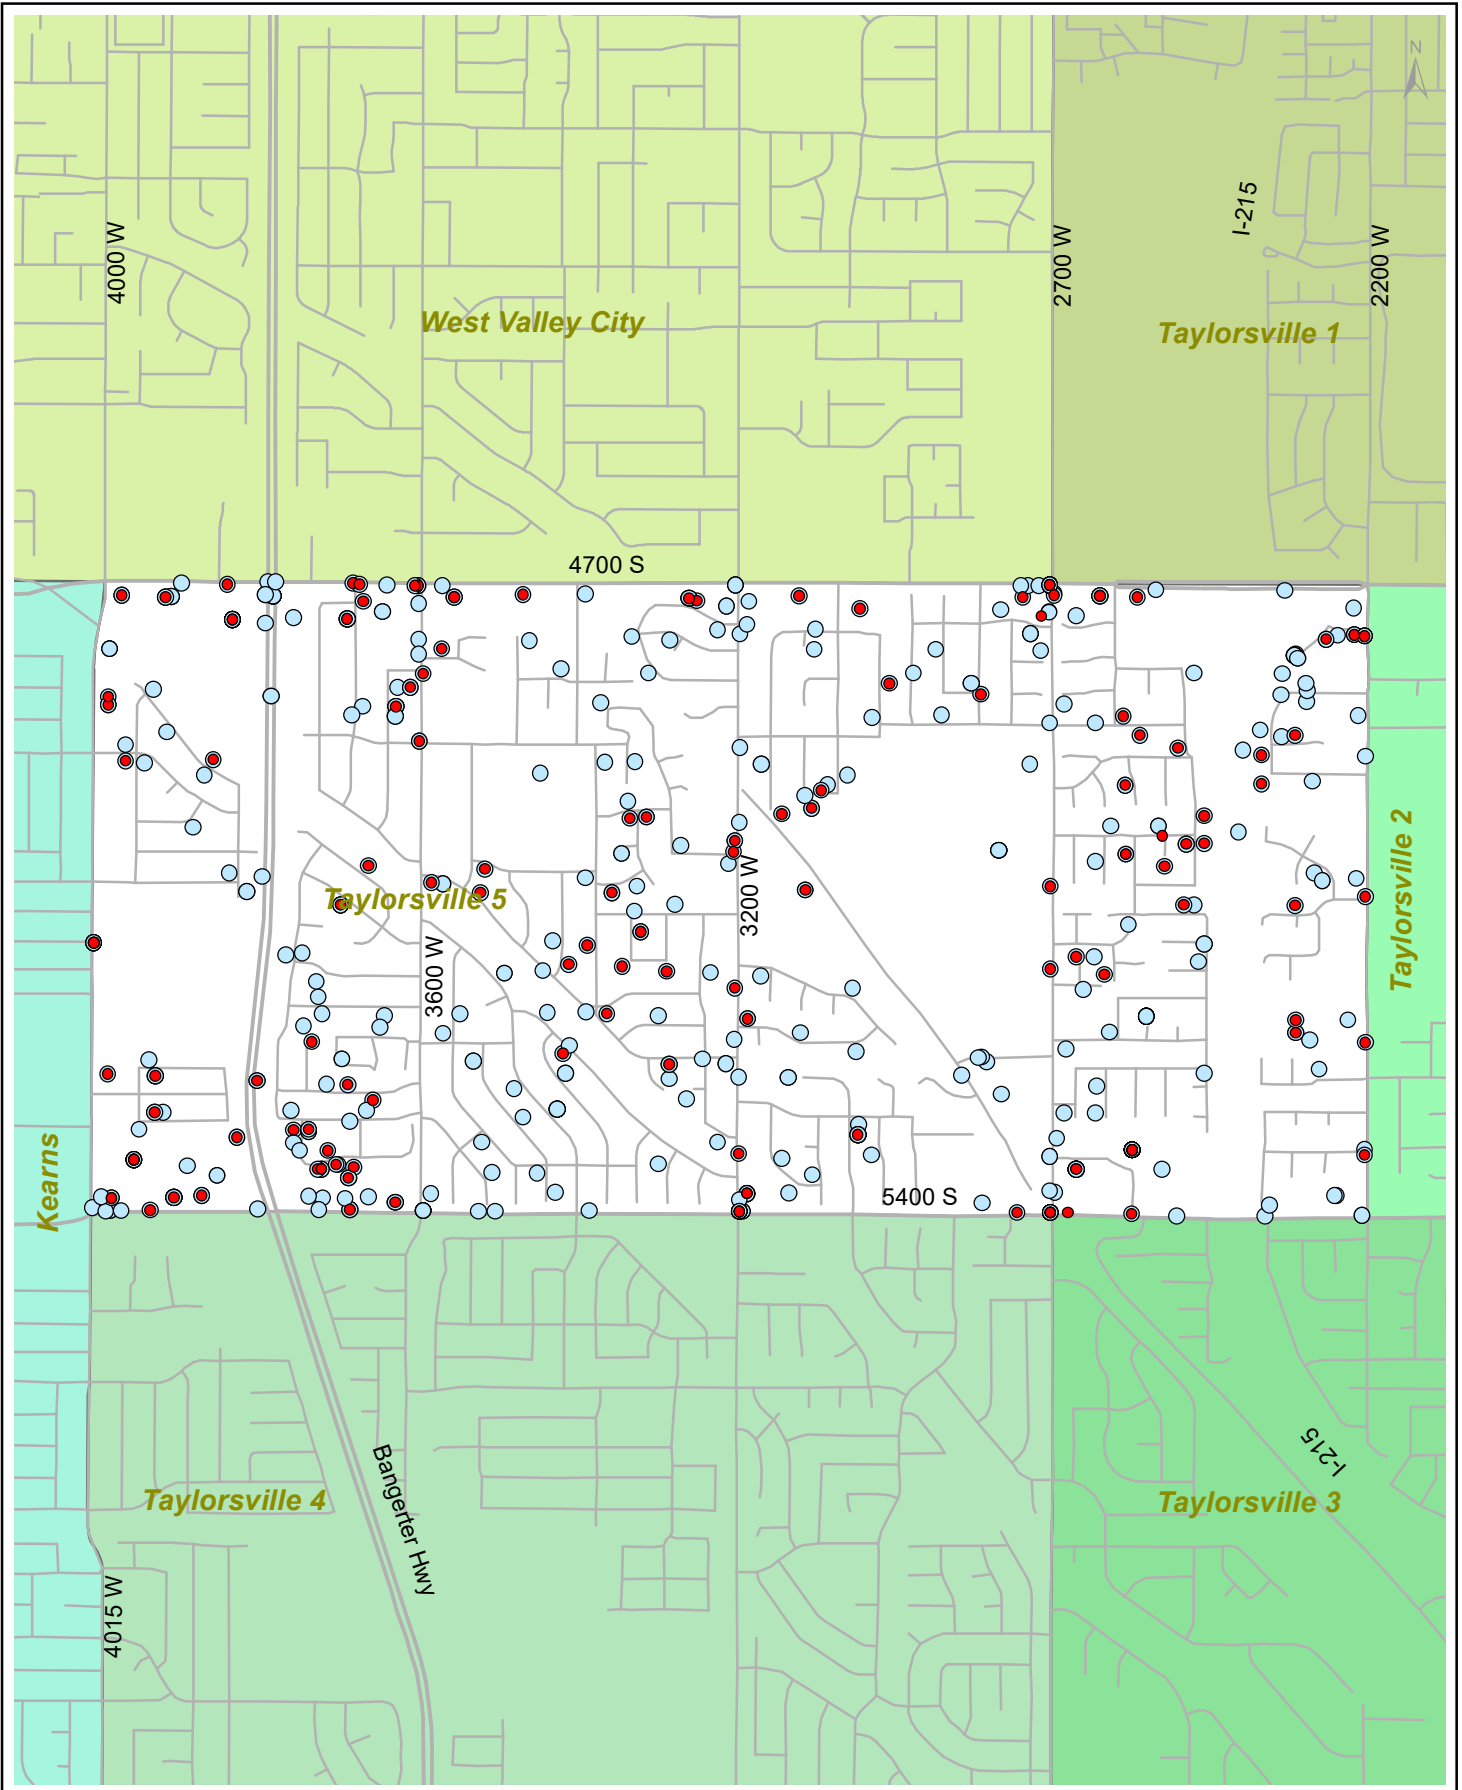 N
I-215
4000 W
2700 W
2200 W
West Valley City
Taylorsville 1
4700 S
Taylorsville 2
Taylorsville 5
3200 W
3600 W
Kearns
5400 S
I-215
Bangerter Hwy
Taylorsville 4
Taylorsville 3
4015 W